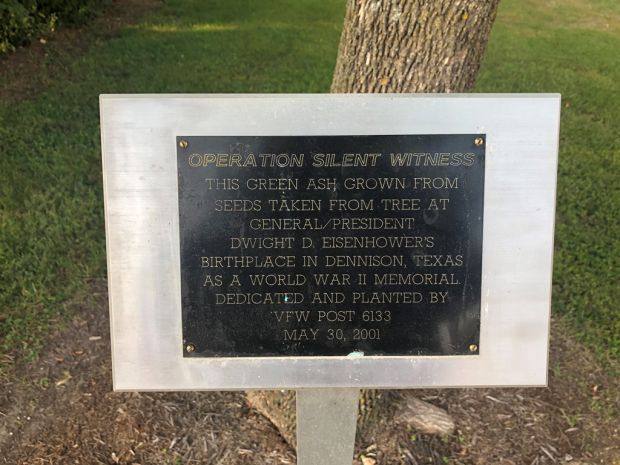 OPERATION SILENT WITNESS
THIS GREEN ASH GROWN FROM
SEEDS TAKEN FROM TREE AT
GENERAL/PRESIDENT
DWIGHT D. EISENHOWER'S
BIRTHPLACE IN DENNISON, TEXAS
AS A WORLD WAR II MEMORIAL.
DEDICATED AND PLANTED BY
VFW POST 6133
MAY 30, 2001